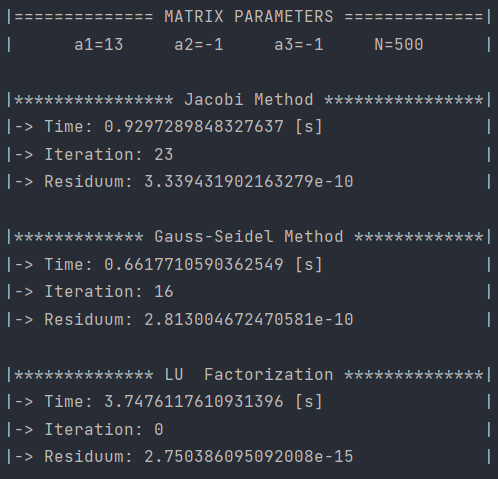 |============== MATRIX PARAMETERS ==============|
|      a1=13     a2=-1     a3=-1     N=500      |
|**************** Jacobi Method ****************|
|-> Time: 0.9297289848327637 [s]                |
|-> Iteration: 23                               |
|-> Residuum: 3.339431902163279e-10             |
|************* Gauss-Seidel Method *************|
|-> Time: 0.6617710590362549 [s]                |
|-> Iteration: 16                               |
|-> Residuum: 2.813004672470581e-10             |
|************** LU  Factorization **************|
|-> Time: 3.7476117610931396 [s]                |
|-> Iteration: 0                                |
|-> Residuum: 2.750386095092008e-15             |